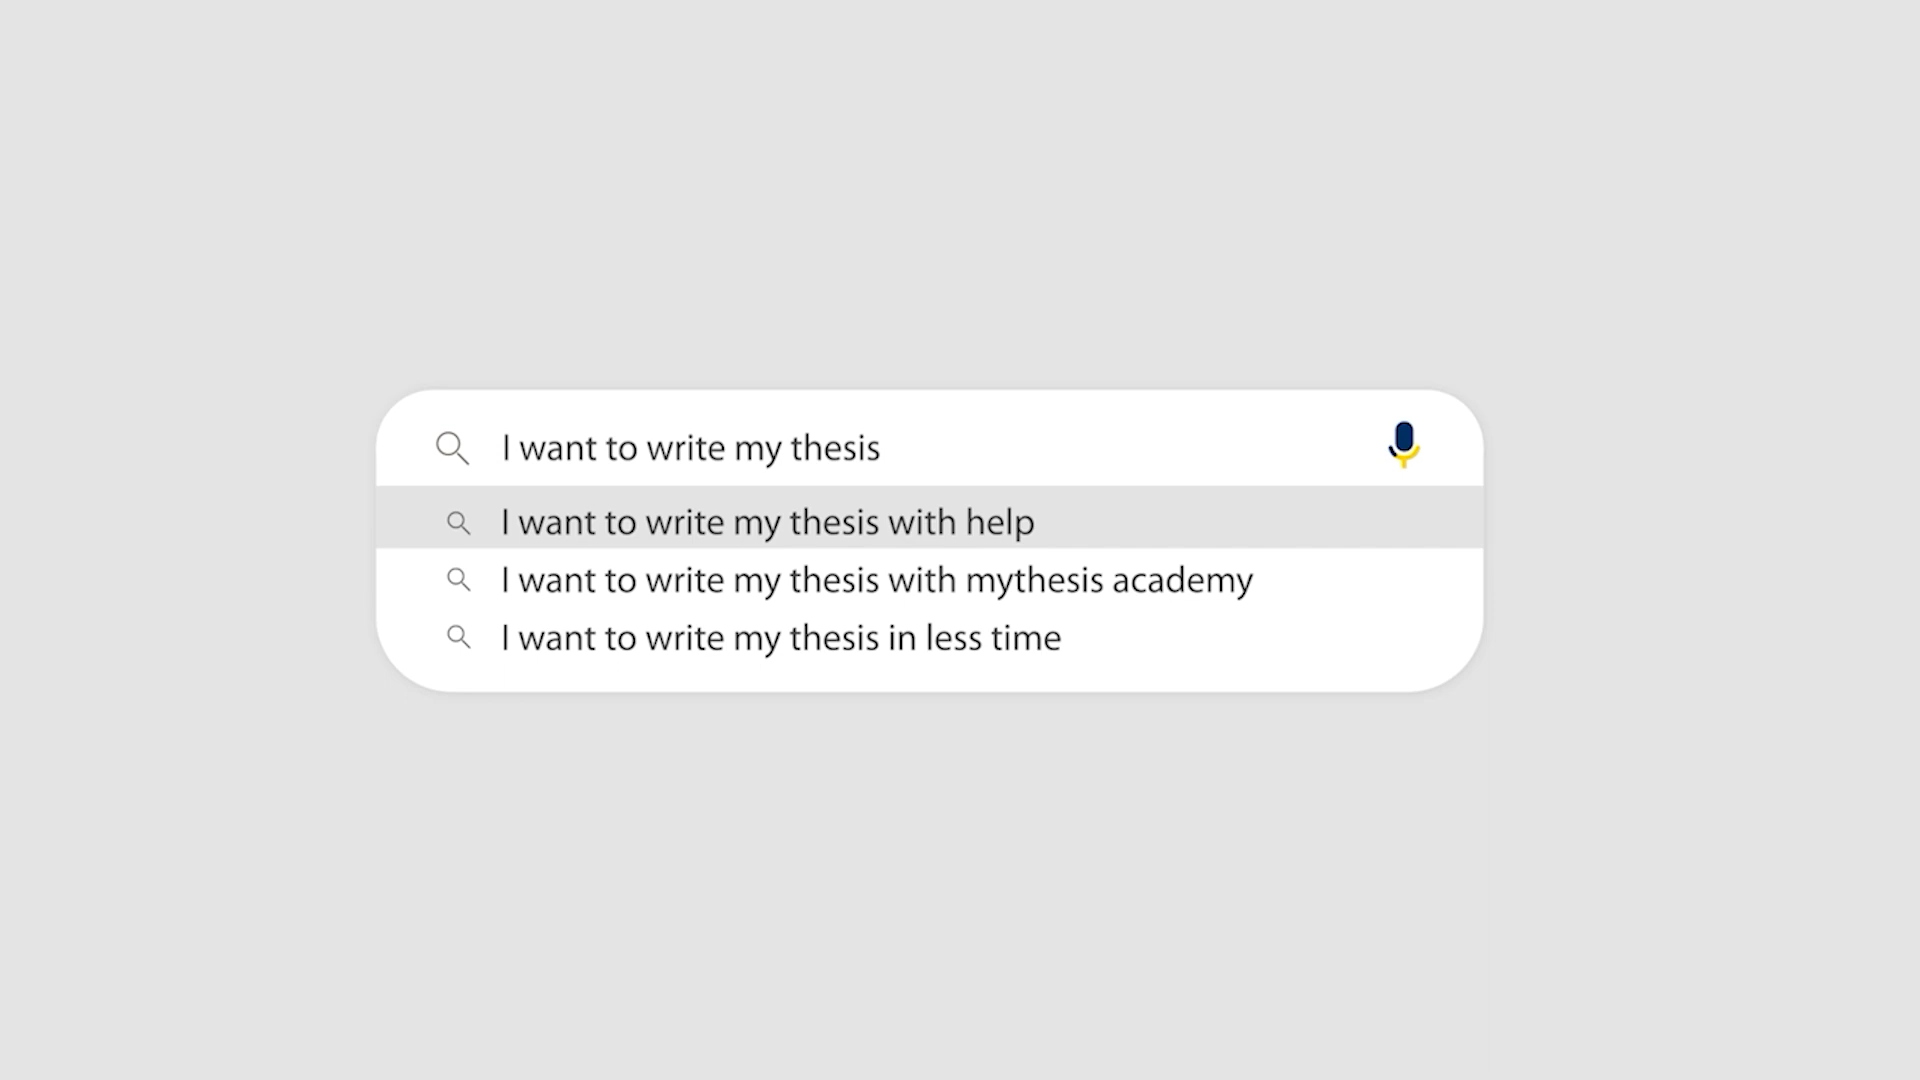 I want to write my thesis
I want to write my thesis with help
I want to write my thesis with mythesis academy
I want to write my thesis in less time